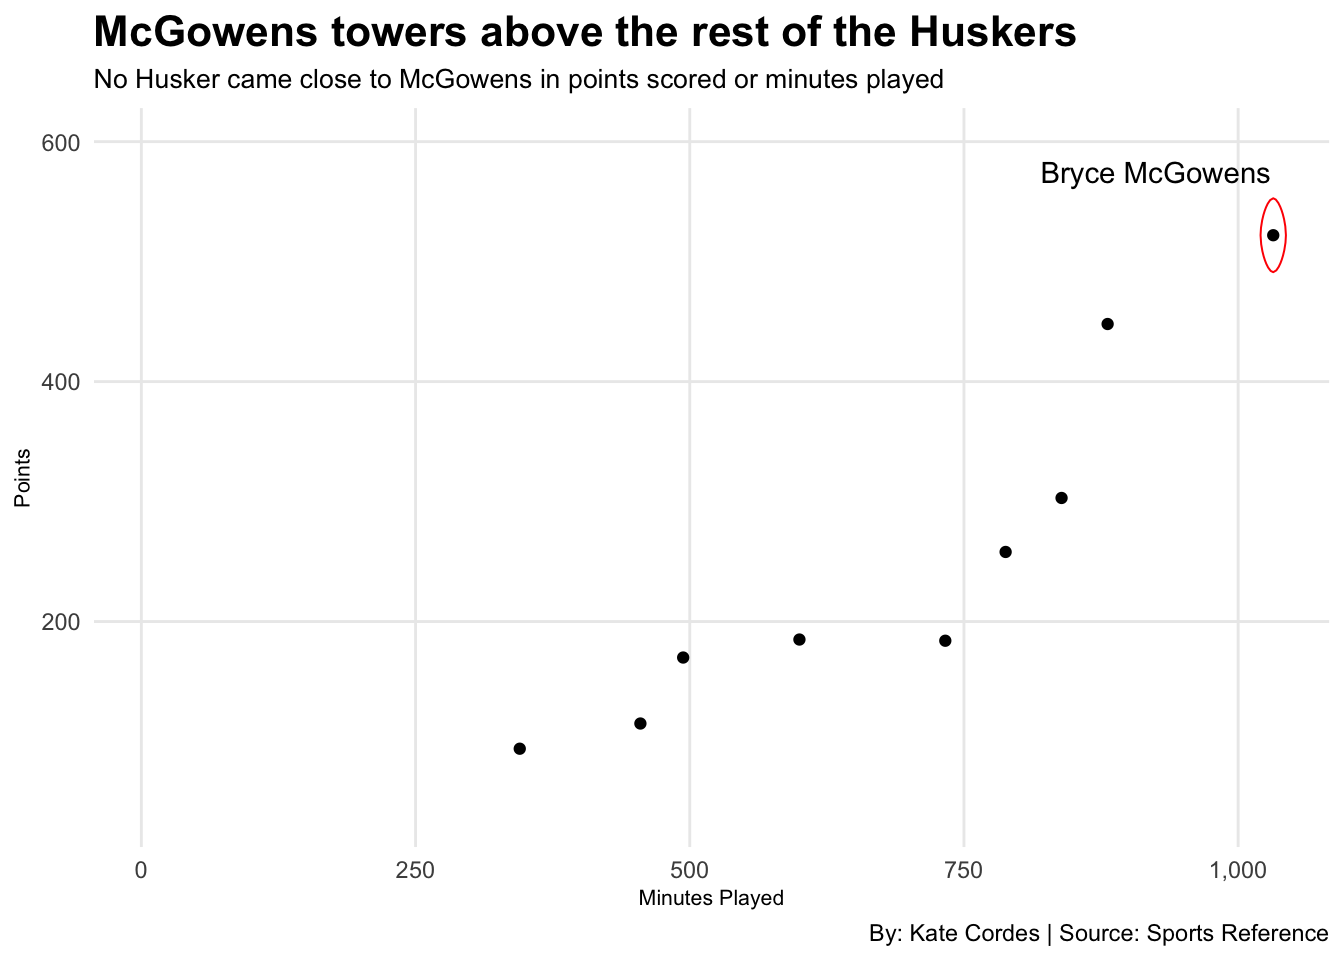 McGowens towers above the rest of the Huskers
No Husker came close to McGowens in points scored or minutes played
600
Bryce McGowens
400
Points
200
0 250 500 750 1,000
Minutes Played
By: Kate Cordes | Source: Sports Reference